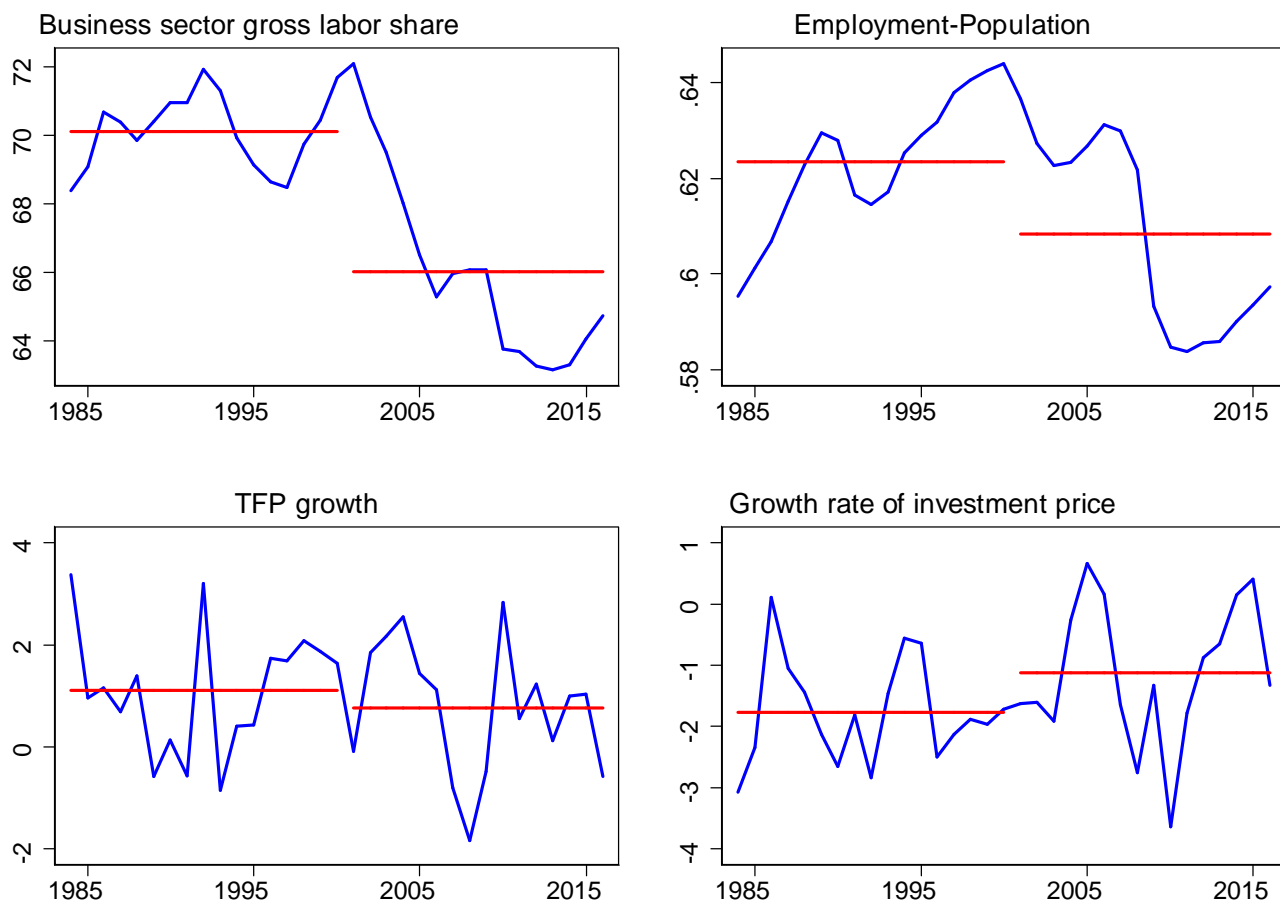 Business sector gross labor share
72
70
68
66
64
1985 1995 2005 2015
Employment-Population
.64
.62
.6
.58
1985 1995 2005 2015
TFP growth
4
2
0
-2
1985 1995 2005 2015
Growth rate of investment price
1
0
-1
-2
-3
-4
1985 1995 2005 2015